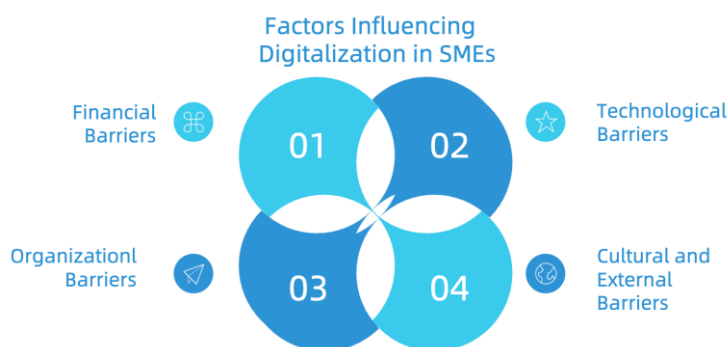 Factors Influencing
Digitalization in SMEs
Financial
Barriers
01
02
Technological
Barriers
Organizationl
Barriers
03
04
Cultural and
External
Barriers